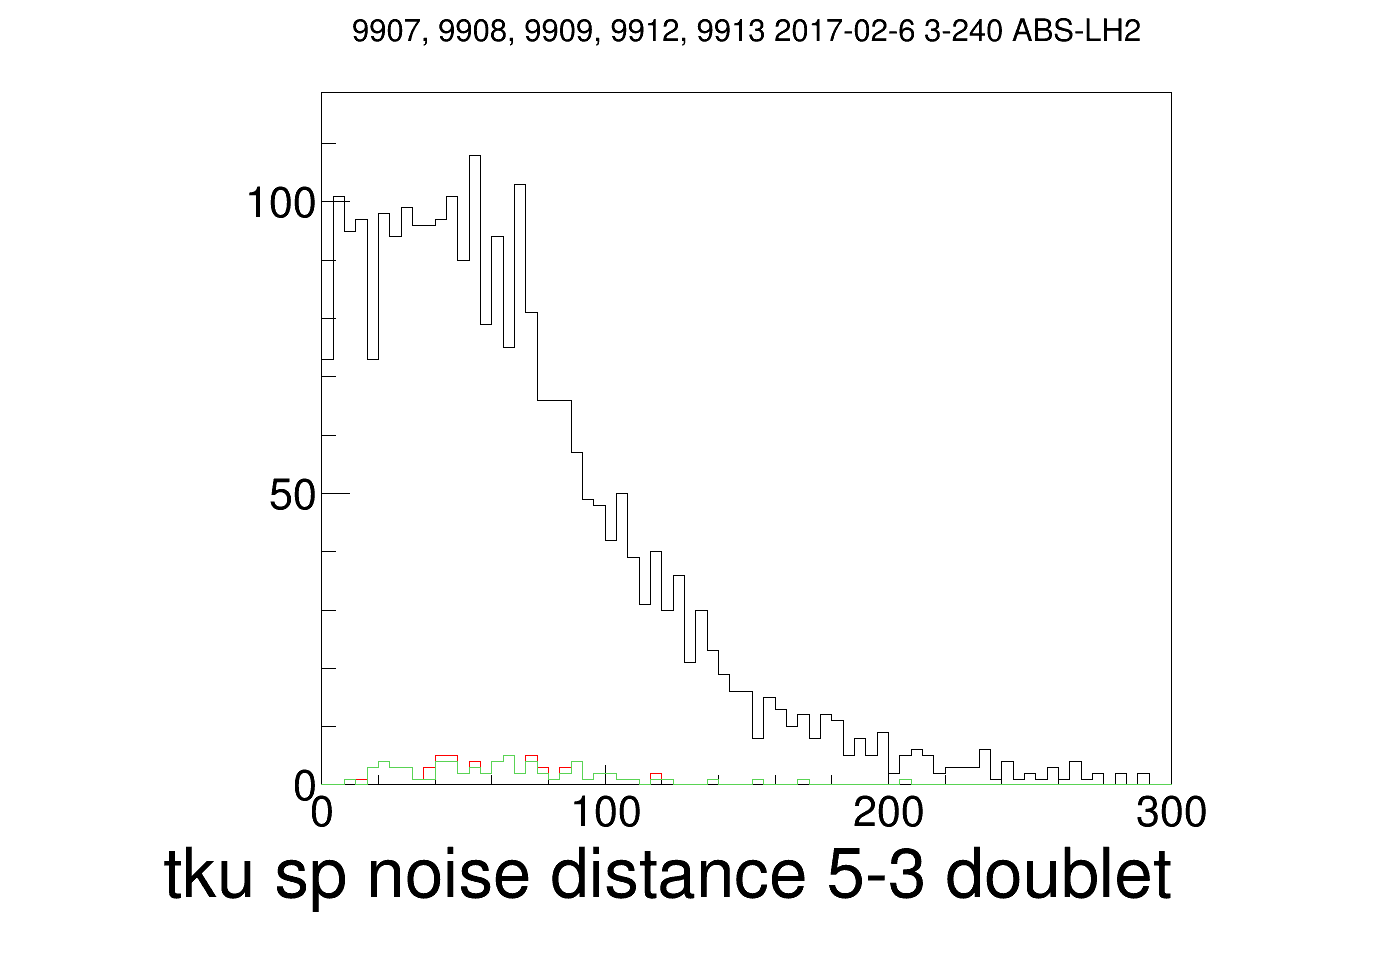 9907, 9908, 9909, 9912, 9913 2017-02-6 3-240 ABS-LH2
100
50
0
0 100 200 300
tku sp noise distance 5-3 doublet